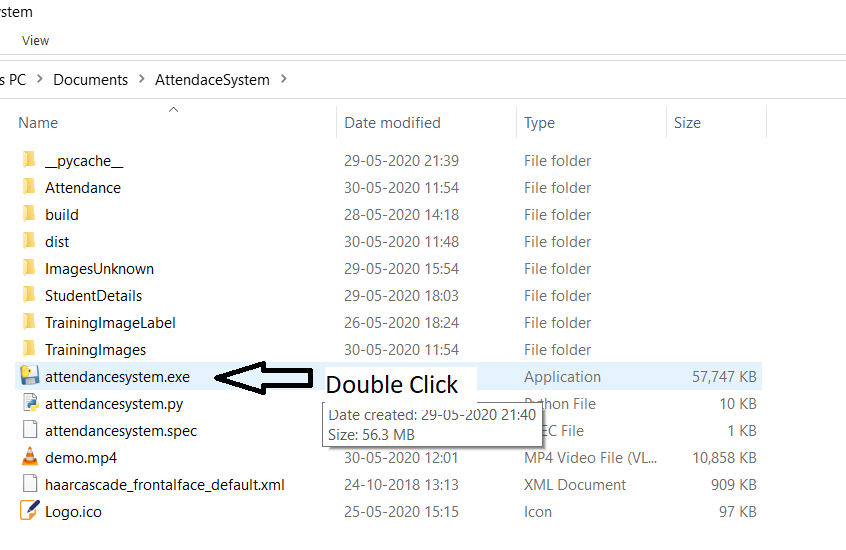 stem
View
s PC > Documents > AttendaceSystem >
Name Date modified Type Size
__pycache__ 29-05-2020 21:39 File folder
Attendance 30-05-2020 11:54 File folder
build 28-05-2020 14:18 File folder
dist 30-05-2020 11:48 File folder
ImagesUnknown 29-05-2020 15:54 File folder
StudentDetails 29-05-2020 18:03 File folder
TrainingImageLabel 26-05-2020 18:24 File folder
TrainingImages 30-05-2020 11:54 File folder
attendancesystem.exe Double Click Application 57,747 KB
attendancesystem.py Python File 10 KB
Date created: 29-05-2020 21:40
attendancesystem.spec EC File 1 KB
Size: 56.3 MB
demo.mp4 30-05-2020 12:01 MP4 Video File (VL... 10,858 KB
haarcascade_frontalface_default.xml 24-10-2018 13:13 XML Document 909 KB
Logo.ico 25-05-2020 15:15 Icon 97 KB